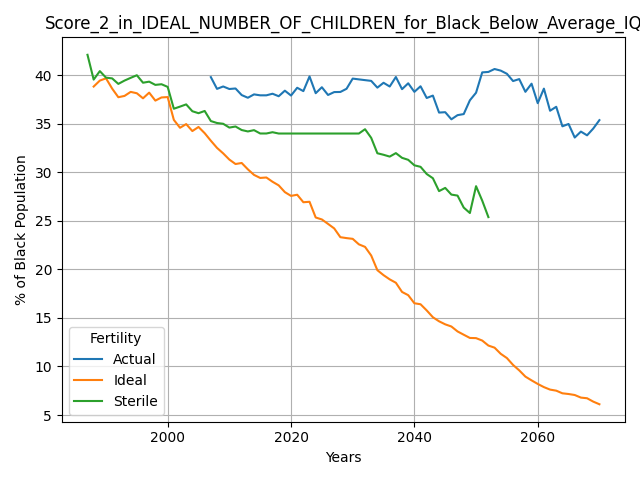 Score_2_in_IDEAL_NUMBER_OF_CHILDREN_for_Black_Below_Average_IQ
% of Black Population
40
35
30
25
20
15
10
5
Fertility
Actual
Ideal
Sterile
2000 2020 2040 2060
Years